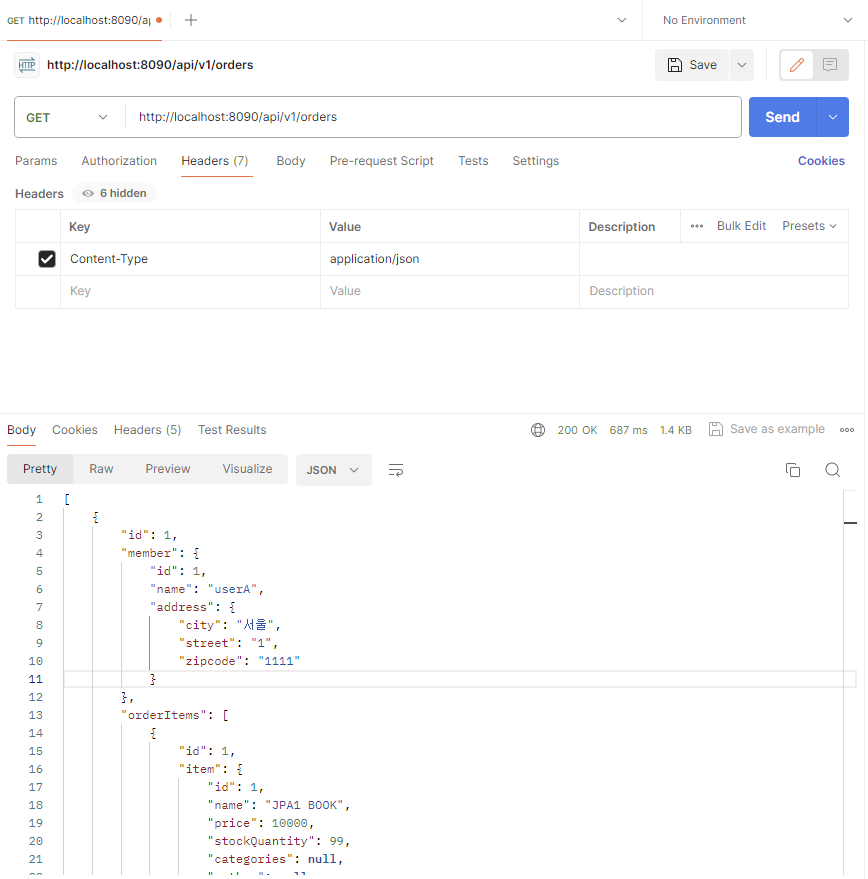 GET http://localhost:8090/a
No Environment
HTTP http://localhost:8090/api/v1/orders
Save
GET http://localhost:8090/api/v1/orders Send
Params Authorization Headers (7) Body Pre-request Script Tests Settings Cookies
Headers 6 hidden
Key Value Description ••• Bulk Edit Presets
Content-Type application/json
Key Value Description
Body Cookies Headers (5) Test Results 200 OK 687 ms 1.4 KB Save as example
Pretty Raw Preview Visualize JSON
1 [
2 {
3 "id": 1,
4 "member": {
5 "id": 1,
6 "name": "userA",
7 "address": {
8 "city": "서울",
9 "street": "1",
10 "zipcode": "1111"
11 }
12 },
13 "orderItems": [
14 {
15 "id": 1,
16 "item": {
17 "id": 1,
18 "name": "JPA1 BOOK",
19 "price": 10000,
20 "stockQuantity": 99,
21 "categories": null,